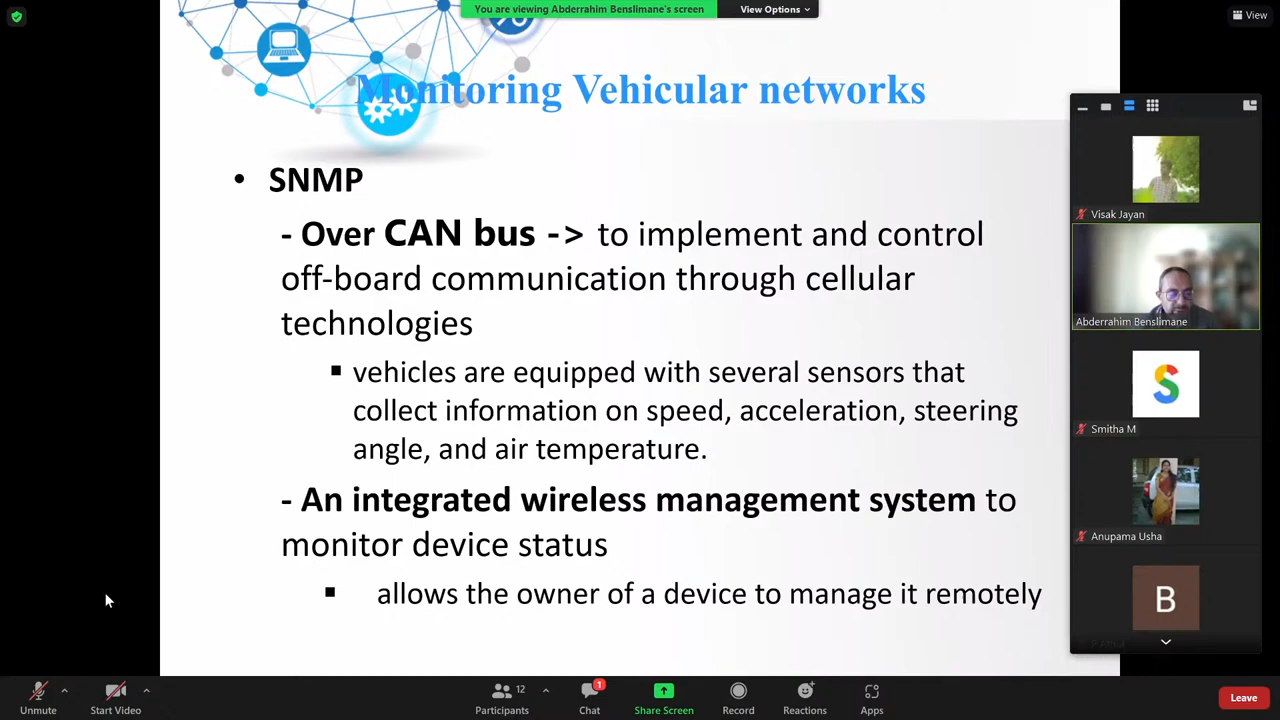 You are viewing Abderrahim Benslimane's screen
View Options
View
Monitoring Vehicular networks
• SNMP
- Over CAN bus -> to implement and control
off-board communication through cellular
technologies
▪ vehicles are equipped with several sensors that
collect information on speed, acceleration, steering
angle, and air temperature.
- An integrated wireless management system to
monitor device status
▪ allows the owner of a device to manage it remotely
Visak Jayan
Abderrahim Benslimane
S
Smitha M
Anupama Usha
B
Unmute
Start Video
12
Participants
1
Chat
Share Screen
Record
Reactions
Apps
Leave